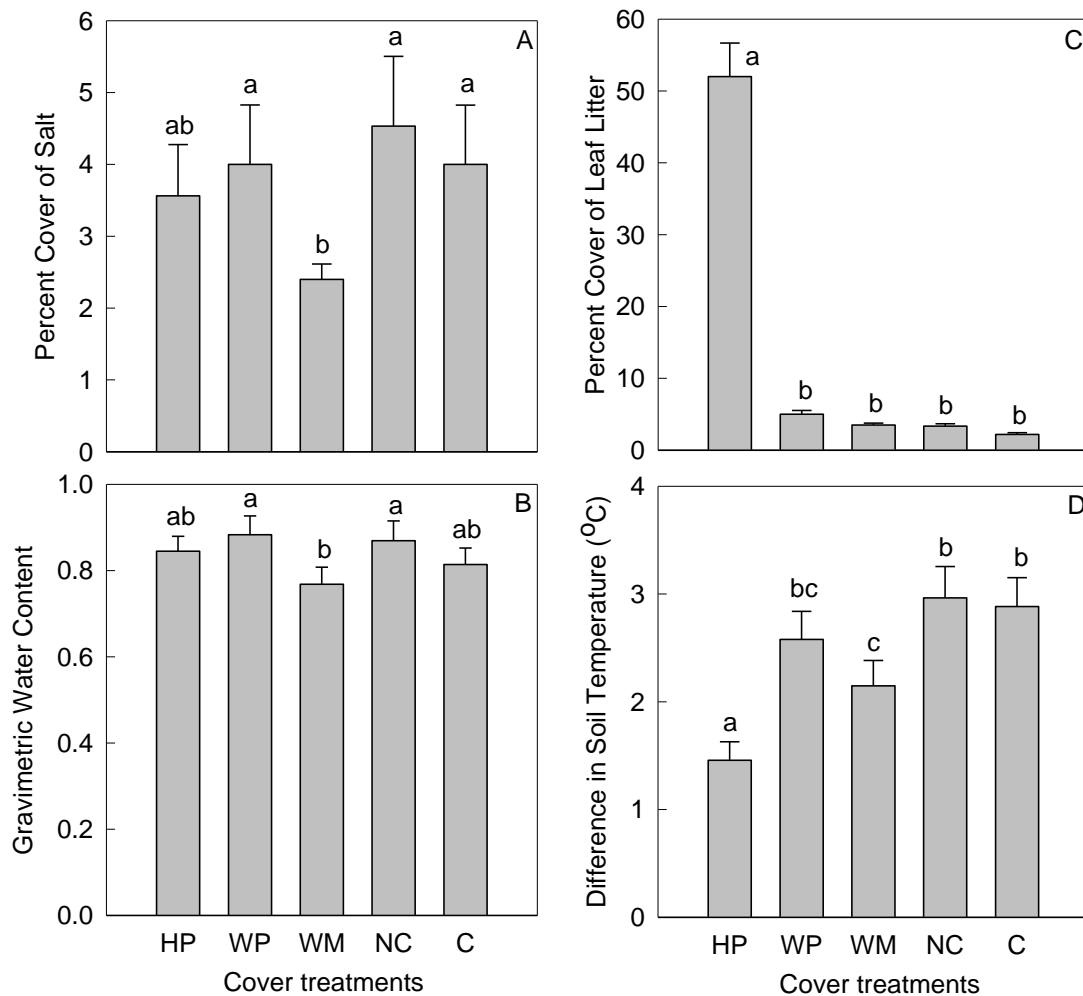 A
Percent Cover of Salt
6
5
4
3
2
1
0
ab
a
b
a
a
C
Percent Cover of Leaf Litter
60
50
40
30
20
10
0
a
b
b
b
b
B
Gravimetric Water Content
1.0
0.8
0.6
0.4
0.2
0.0
ab
a
b
a
ab
HP WP WM NC C
Cover treatments
D
Difference in Soil Temperature (ºC)
4
3
2
1
0
a
bc
c
b
b
HP WP WM NC C
Cover treatments